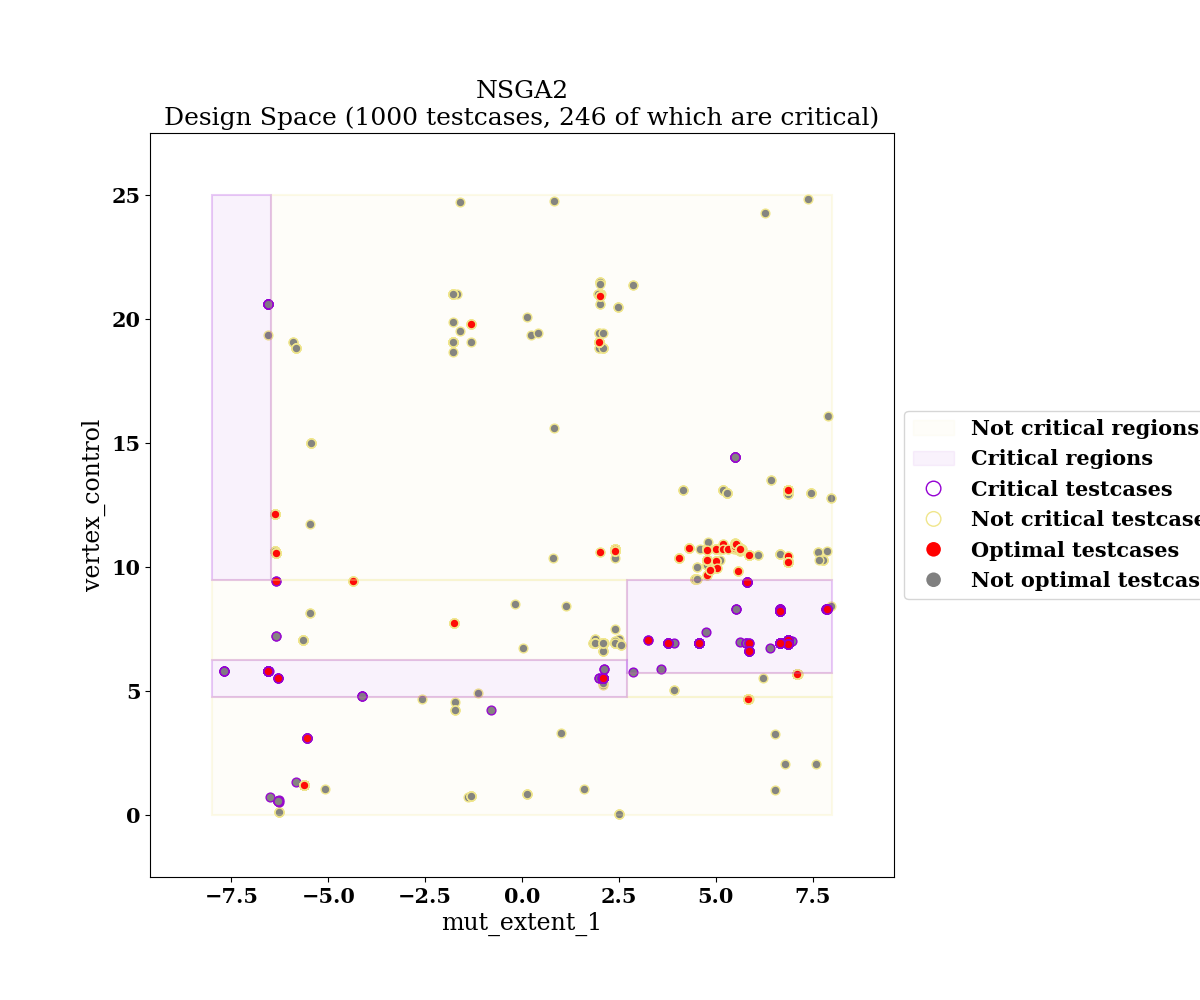 NSGA2
Design Space (1000 testcases, 246 of which are critical)
25
20
15
10
5
0
vertex_control
−7.5 −5.0 −2.5 0.0 2.5 5.0 7.5
mut_extent_1
Not critical regions
Critical regions
Critical testcases
Not critical testcase
Optimal testcases
Not optimal testcas